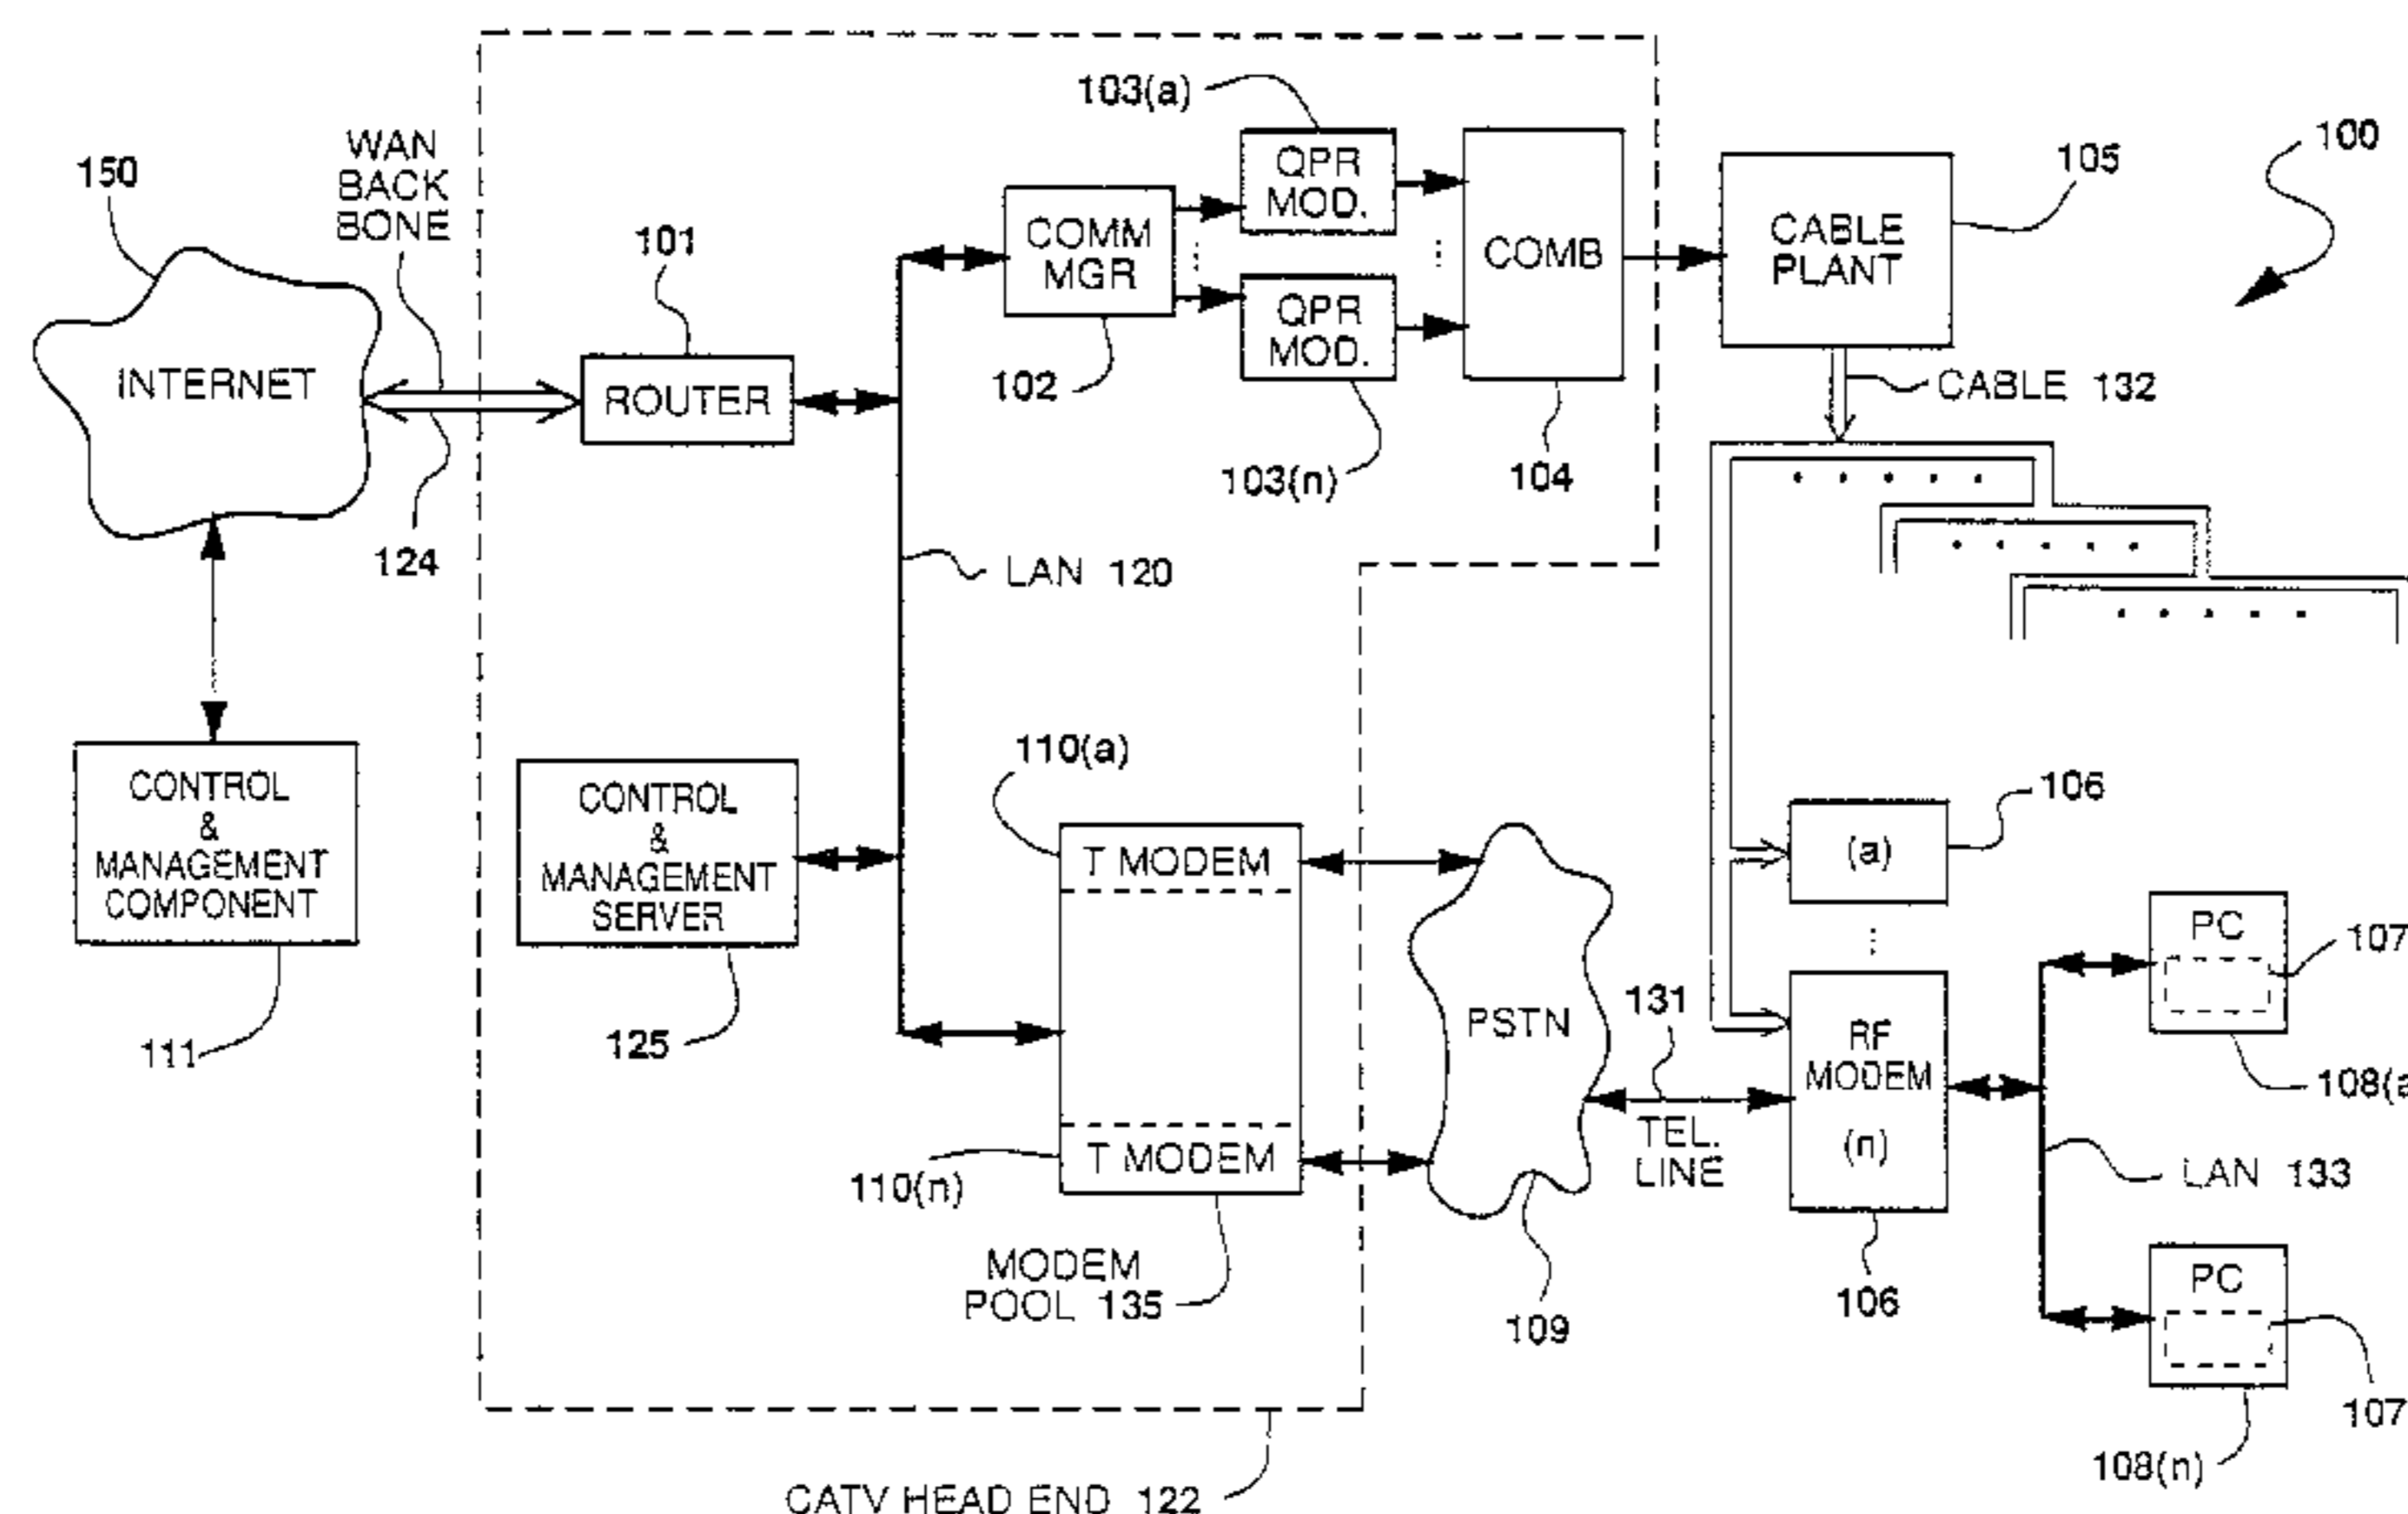 103(a)
100
WAN
BACK
BONE
150
105
QPR
MOD.
COMM
MGR
COMB
CABLE
PLANT
101
QPR
MOD.
INTERNET
ROUTER
102
CABLE 132
103(n)
104
124
LAN 120
110(a)
CONTROL
&
MANAGEMENT
COMPONENT
CONTROL
&
MANAGEMENT
SERVER
106
T MODEM
(a)
PC
107
131
PSTN
RF
MODEM
(n)
111
125
108(a
TEL.
LINE
T MODEM
110(n)
LAN 133
MODEM
POOL 135
PC
106
109
107
108(n)
CATV HEAD END 122